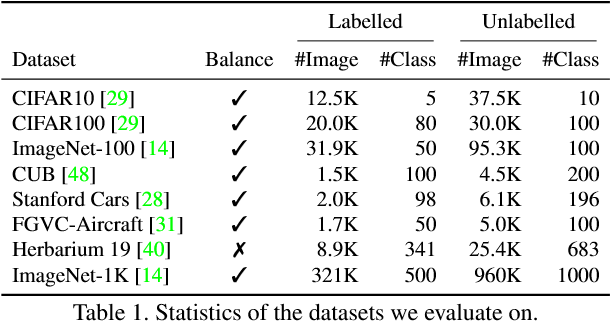 Labelled Unlabelled
Dataset Balance #Image #Class #Image #Class
CIFAR10 [29] ✓ 12.5K 5 37.5K 10
CIFAR100 [29] ✓ 20.0K 80 30.0K 100
ImageNet-100 [14] ✓ 31.9K 50 95.3K 100
CUB [48] ✓ 1.5K 100 4.5K 200
Stanford Cars [28] ✓ 2.0K 98 6.1K 196
FGVC-Aircraft [31] ✓ 1.7K 50 5.0K 100
Herbarium 19 [40] ✗ 8.9K 341 25.4K 683
ImageNet-1K [14] ✓ 321K 500 960K 1000
Table 1. Statistics of the datasets we evaluate on.